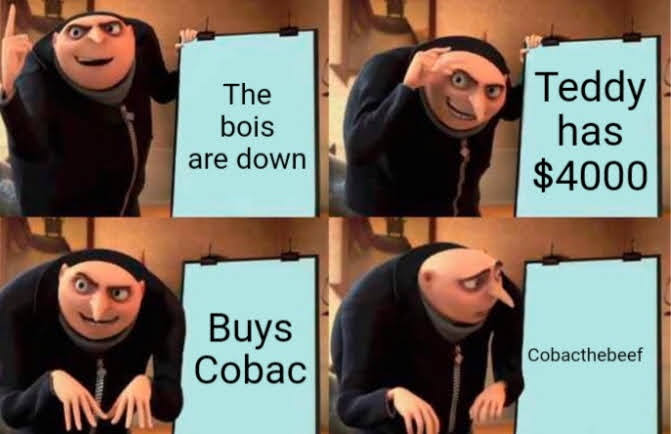 The
bois
are down
Teddy
has
$4000
Buys
Cobac
Cobacthebeef